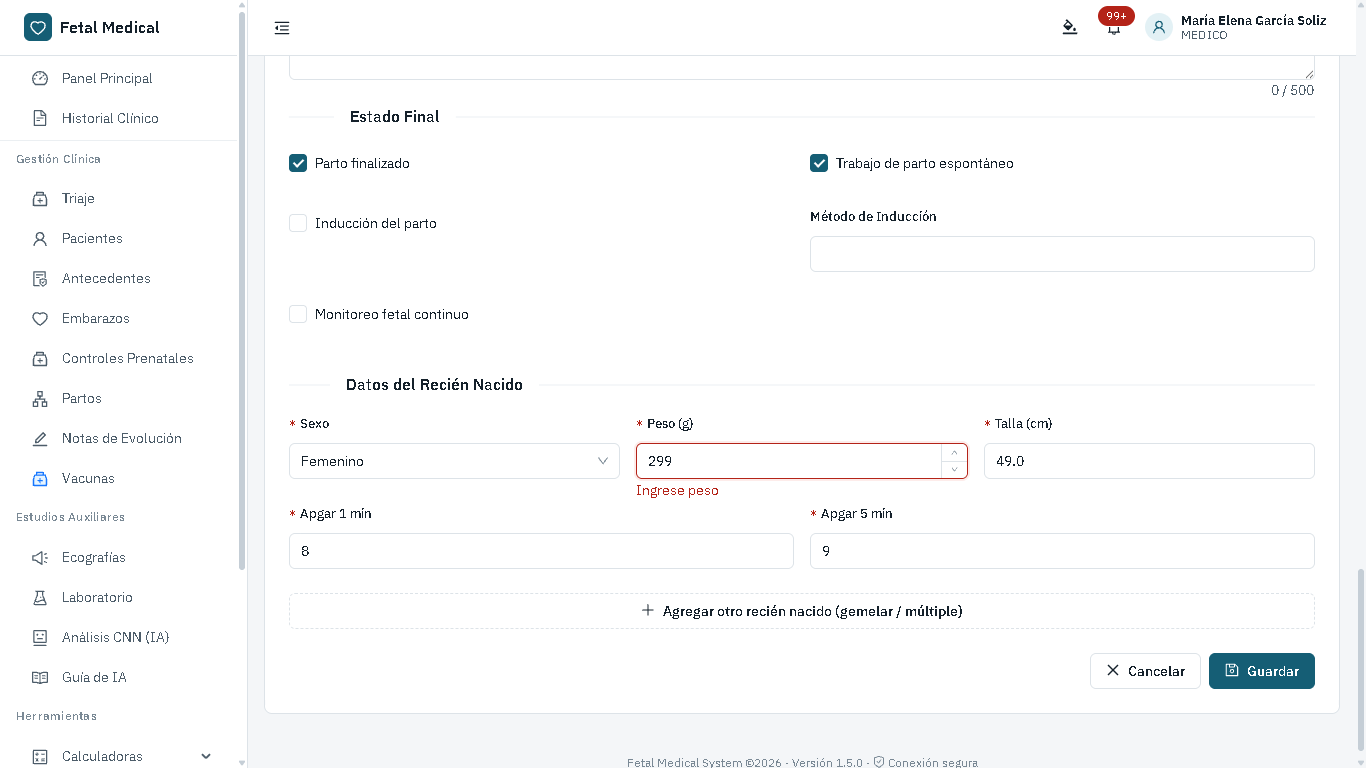 Fetal Medical
99+
María Elena García Soliz
MEDICO
Panel Principal
Historial Clínico
Gestión Clínica
Triaje
Pacientes
Antecedentes
Embarazos
Controles Prenatales
Partos
Notas de Evolución
Vacunas
Estudios Auxiliares
Ecografías
Laboratorio
Análisis CNN (IA)
Guía de IA
Herramientas
Calculadoras
0 / 500
Estado Final
Parto finalizado
Trabajo de parto espontáneo
Inducción del parto
Método de Inducción
Monitoreo fetal continuo
Datos del Recién Nacido
* Sexo
* Peso (g)
* Talla (cm)
Femenino
299
49.0
Ingrese peso
* Apgar 1 min
* Apgar 5 min
8
9
Agregar otro recién nacido (gemelar / múltiple)
Cancelar
Guardar
Fetal Medical System ©2026 · Versión 1.5.0 · Conexión segura